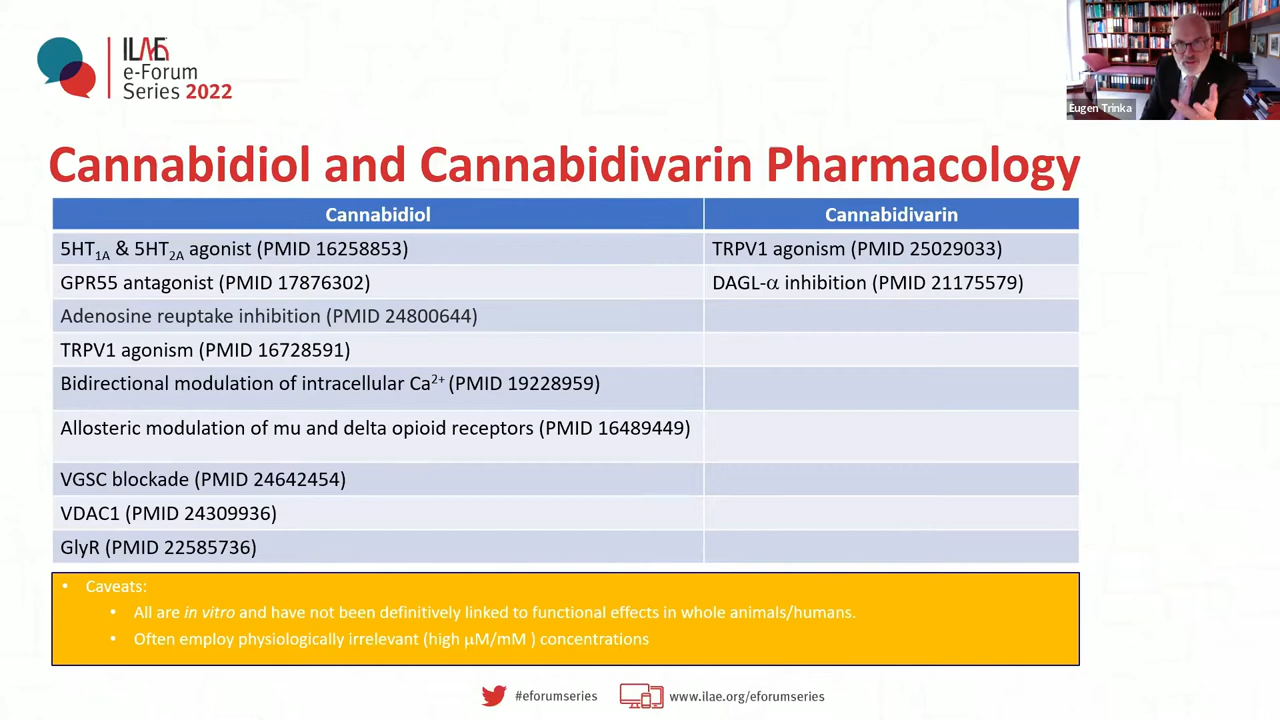 ILAE
e-Forum
Series 2022
Eugen Trinka
Cannabidiol and Cannabidivarin Pharmacology
Cannabidiol
Cannabidivarin
5HT1A & 5HT2A agonist (PMID 16258853)
TRPV1 agonism (PMID 25029033)
GPR55 antagonist (PMID 17876302)
DAGL-α inhibition (PMID 21175579)
Adenosine reuptake inhibition (PMID 24800644)
TRPV1 agonism (PMID 16728591)
Bidirectional modulation of intracellular Ca2+ (PMID 19228959)
Allosteric modulation of mu and delta opioid receptors (PMID 16489449)
VGSC blockade (PMID 24642454)
VDAC1 (PMID 24309936)
GlyR (PMID 22585736)
• Caveats:
• All are in vitro and have not been definitively linked to functional effects in whole animals/humans.
• Often employ physiologically irrelevant (high μM/mM ) concentrations
#eforumseries
www.ilae.org/eforumseries